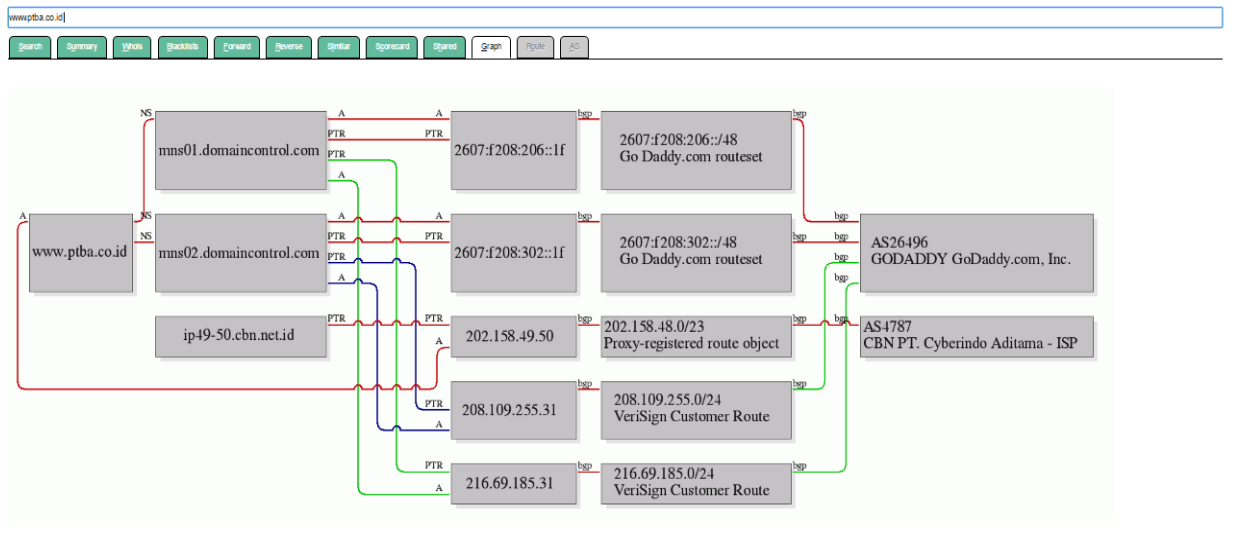 www.ptba.co.id
Search Summary Whois Blacklists Forward Reverse Similar Scorecard Shared Graph Route AS
NS A A bgp bgp
mns01.domaincontrol.com
PTR PTR
PTR
A
2607:f208:206::1f
2607:f208:206::/48
Go Daddy.com routeset
A NS A A bgp bgp
www.ptba.co.id
NS
mns02.domaincontrol.com
PTR PTR
PTR
A
2607:f208:302::1f
2607:f208:302::/48
Go Daddy.com routeset
bgp bgp
bgp
bgp
AS26496
GODADDY GoDaddy.com, Inc.
ip49-50.cbn.net.id
PTR PTR
A
202.158.49.50
bgp
202.158.48.0/23
Proxy-registered route object
bgp bgp
AS4787
CBN PT. Cyberindo Aditama - ISP
PTR
A
208.109.255.31
bgp
208.109.255.0/24
VeriSign Customer Route
bgp
PTR
A
216.69.185.31
bgp
216.69.185.0/24
VeriSign Customer Route
bgp